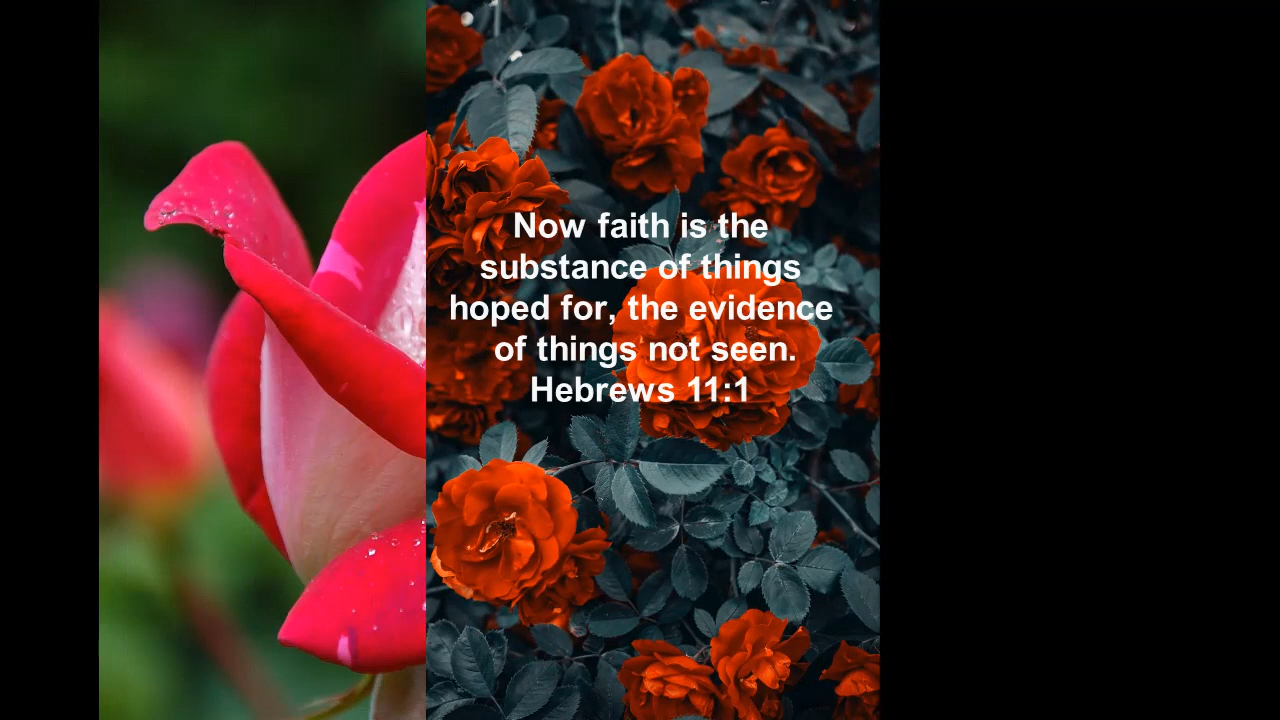 Now faith is the
substance of things
hoped for, the evidence
of things not seen.
Hebrews 11:1